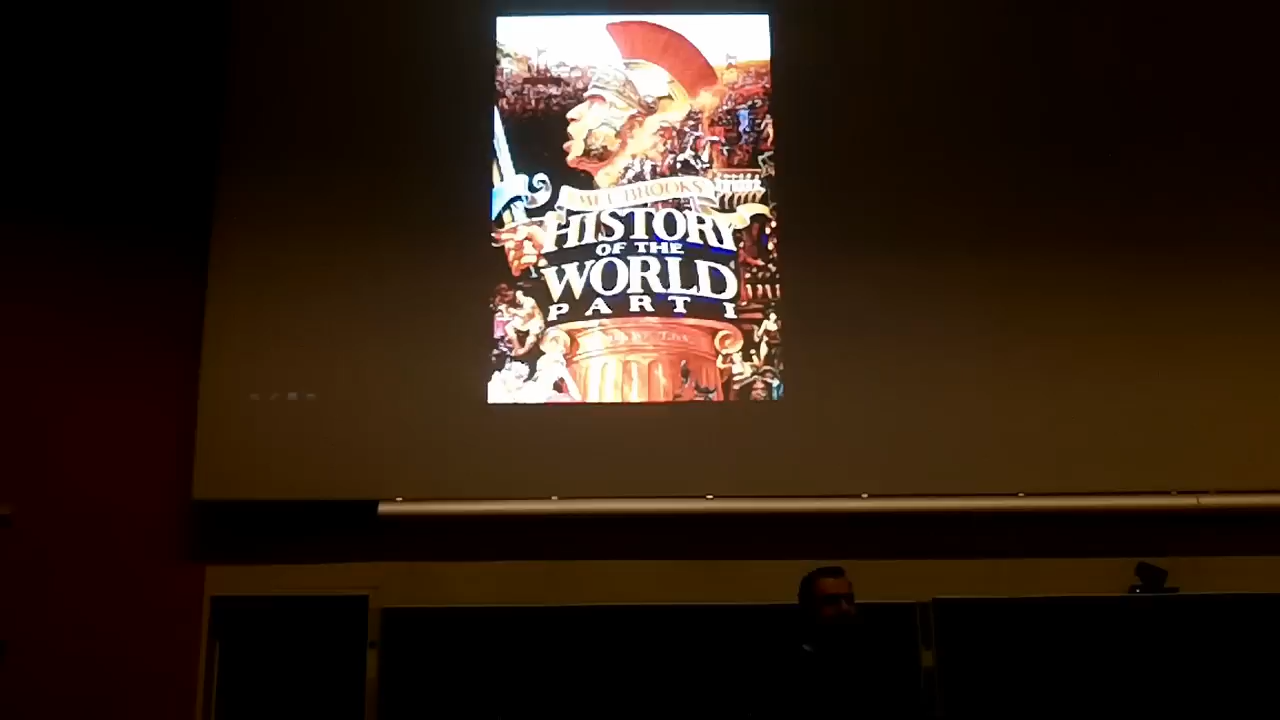 MEL BROOKS
HISTORY
OF THE
WORLD
PART I